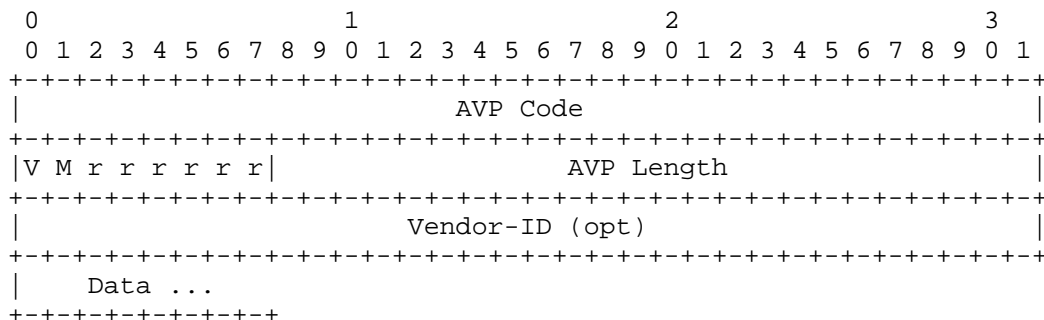 0                   1                   2                   3
 0 1 2 3 4 5 6 7 8 9 0 1 2 3 4 5 6 7 8 9 0 1 2 3 4 5 6 7 8 9 0 1
+-+-+-+-+-+-+-+-+-+-+-+-+-+-+-+-+-+-+-+-+-+-+-+-+-+-+-+-+-+-+-+-+
|                           AVP Code                            |
+-+-+-+-+-+-+-+-+-+-+-+-+-+-+-+-+-+-+-+-+-+-+-+-+-+-+-+-+-+-+-+-+
|V M r r r r r r|                  AVP Length                   |
+-+-+-+-+-+-+-+-+-+-+-+-+-+-+-+-+-+-+-+-+-+-+-+-+-+-+-+-+-+-+-+-+
|                        Vendor-ID (opt)                        |
+-+-+-+-+-+-+-+-+-+-+-+-+-+-+-+-+-+-+-+-+-+-+-+-+-+-+-+-+-+-+-+-+
|    Data ...
+-+-+-+-+-+-+-+-+